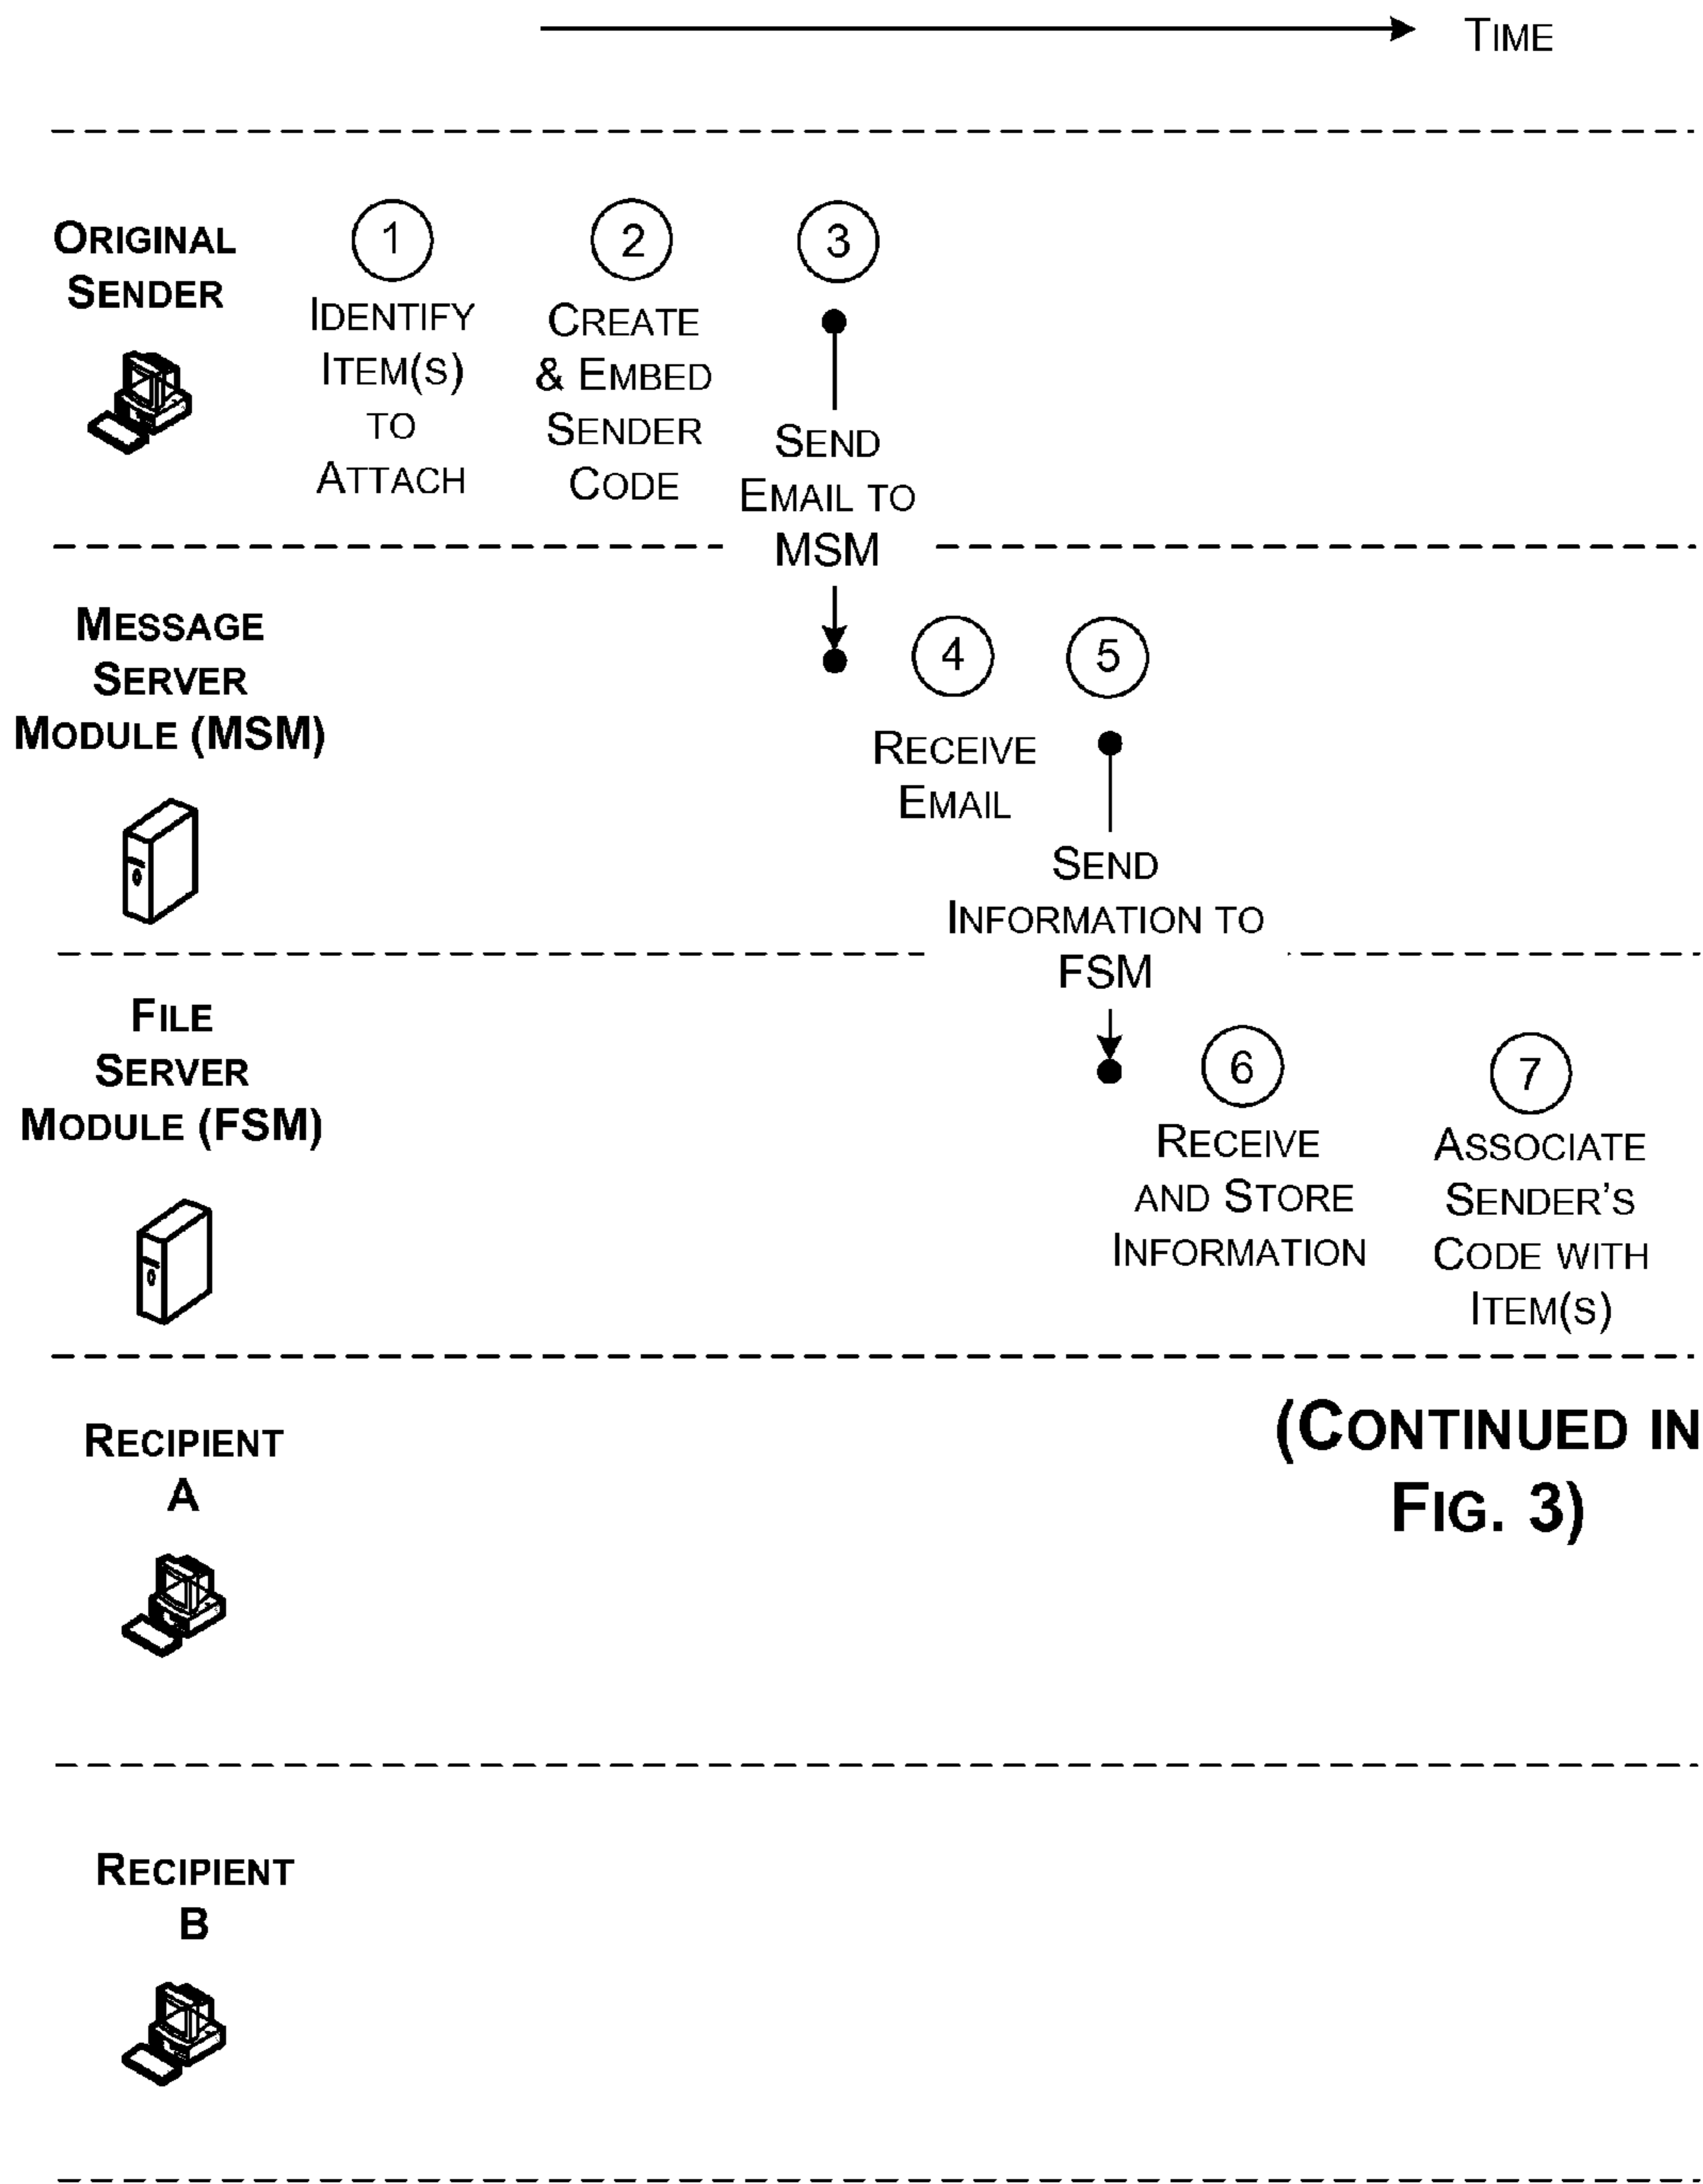 TIME
ORIGINAL
SENDER
1
IDENTIFY
ITEM(S)
TO
ATTACH
2
CREATE
& EMBED
SENDER
CODE
3
SEND
EMAIL TO
MSM
MESSAGE
SERVER
MODULE (MSM)
4
RECEIVE
EMAIL
5
SEND
INFORMATION TO
FSM
FILE
SERVER
MODULE (FSM)
6
RECEIVE
AND STORE
INFORMATION
7
ASSOCIATE
SENDER'S
CODE WITH
ITEM(S)
RECIPIENT
A
(CONTINUED IN
FIG. 3)
RECIPIENT
B